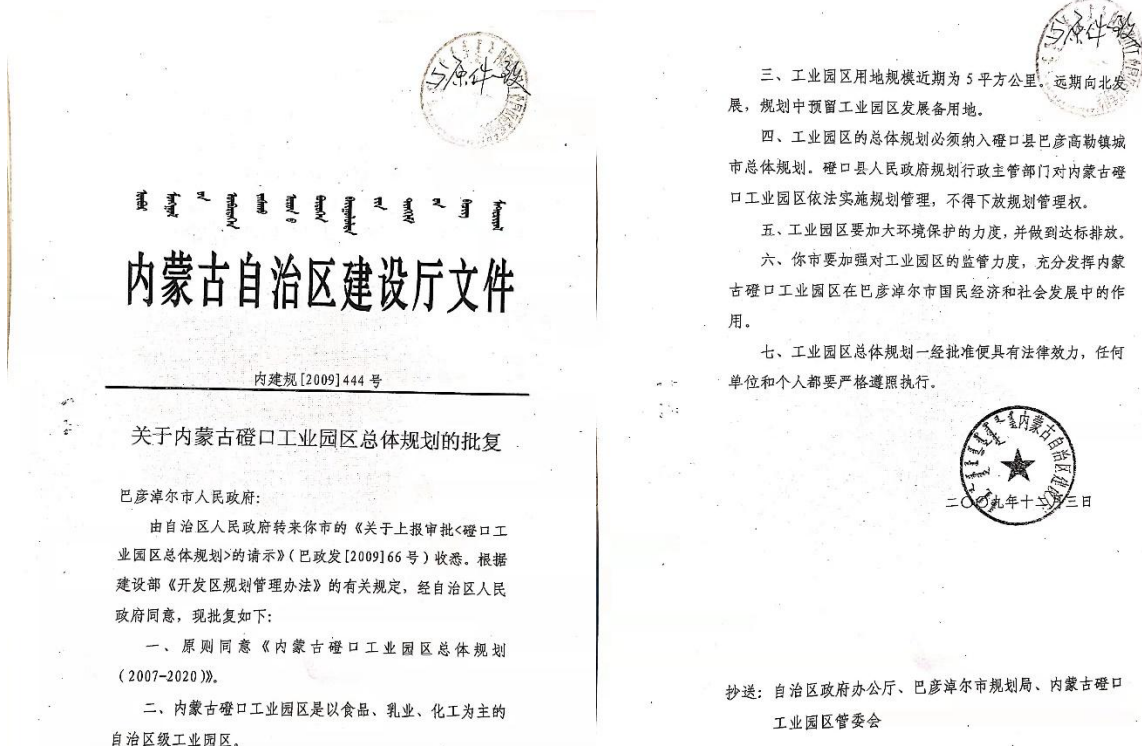 与原件一致
内蒙古自治区建设厅文件
内建规[2009]444号
关于内蒙古磴口工业园区总体规划的批复
巴彦淖尔市人民政府：
由自治区人民政府转来你市的《关于上报审批<磴口工
业园区总体规划>的请示》（巴政发[2009]66号）收悉。根据
建设部《开发区规划管理办法》的有关规定，经自治区人民
政府同意，现批复如下：
一、原则同意《内蒙古磴口工业园区总体规划
（2007-2020）》。
二、内蒙古磴口工业园区是以食品、乳业、化工为主的
自治区级工业园区。
与原件一致
三、工业园区用地规模近期为5平方公里。远期向北发
展，规划中预留工业园区发展备用地。
四、工业园区的总体规划必须纳入磴口县巴彦高勒镇城
市总体规划。磴口县人民政府规划行政主管部门对内蒙古磴
口工业园区依法实施规划管理，不得下放规划管理权。
五、工业园区要加大环境保护的力度，并做到达标排放。
六、你市要加强对工业园区的监管力度，充分发挥内蒙
古磴口工业园区在巴彦淖尔市国民经济和社会发展中的作
用。
七、工业园区总体规划一经批准便具有法律效力，任何
单位和个人都要严格遵照执行。
内蒙古自治区建设厅
二〇〇九年十一月三日
抄送：自治区政府办公厅、巴彦淖尔市规划局、内蒙古磴口
工业园区管委会